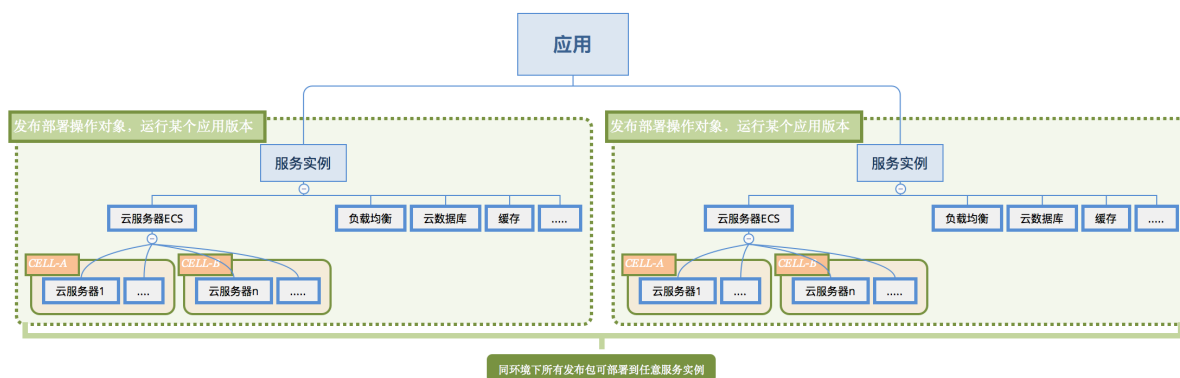 应用
发布部署操作对象，运行某个应用版本
发布部署操作对象，运行某个应用版本
服务实例
服务实例
云服务器ECS
负载均衡
云数据库
缓存
.....
云服务器ECS
负载均衡
云数据库
缓存
.....
CELL-A
CELL-B
CELL-A
CELL-B
云服务器1
....
云服务器n
.....
云服务器1
....
云服务器n
.....
同环境下所有发布包可部署到任意服务实例